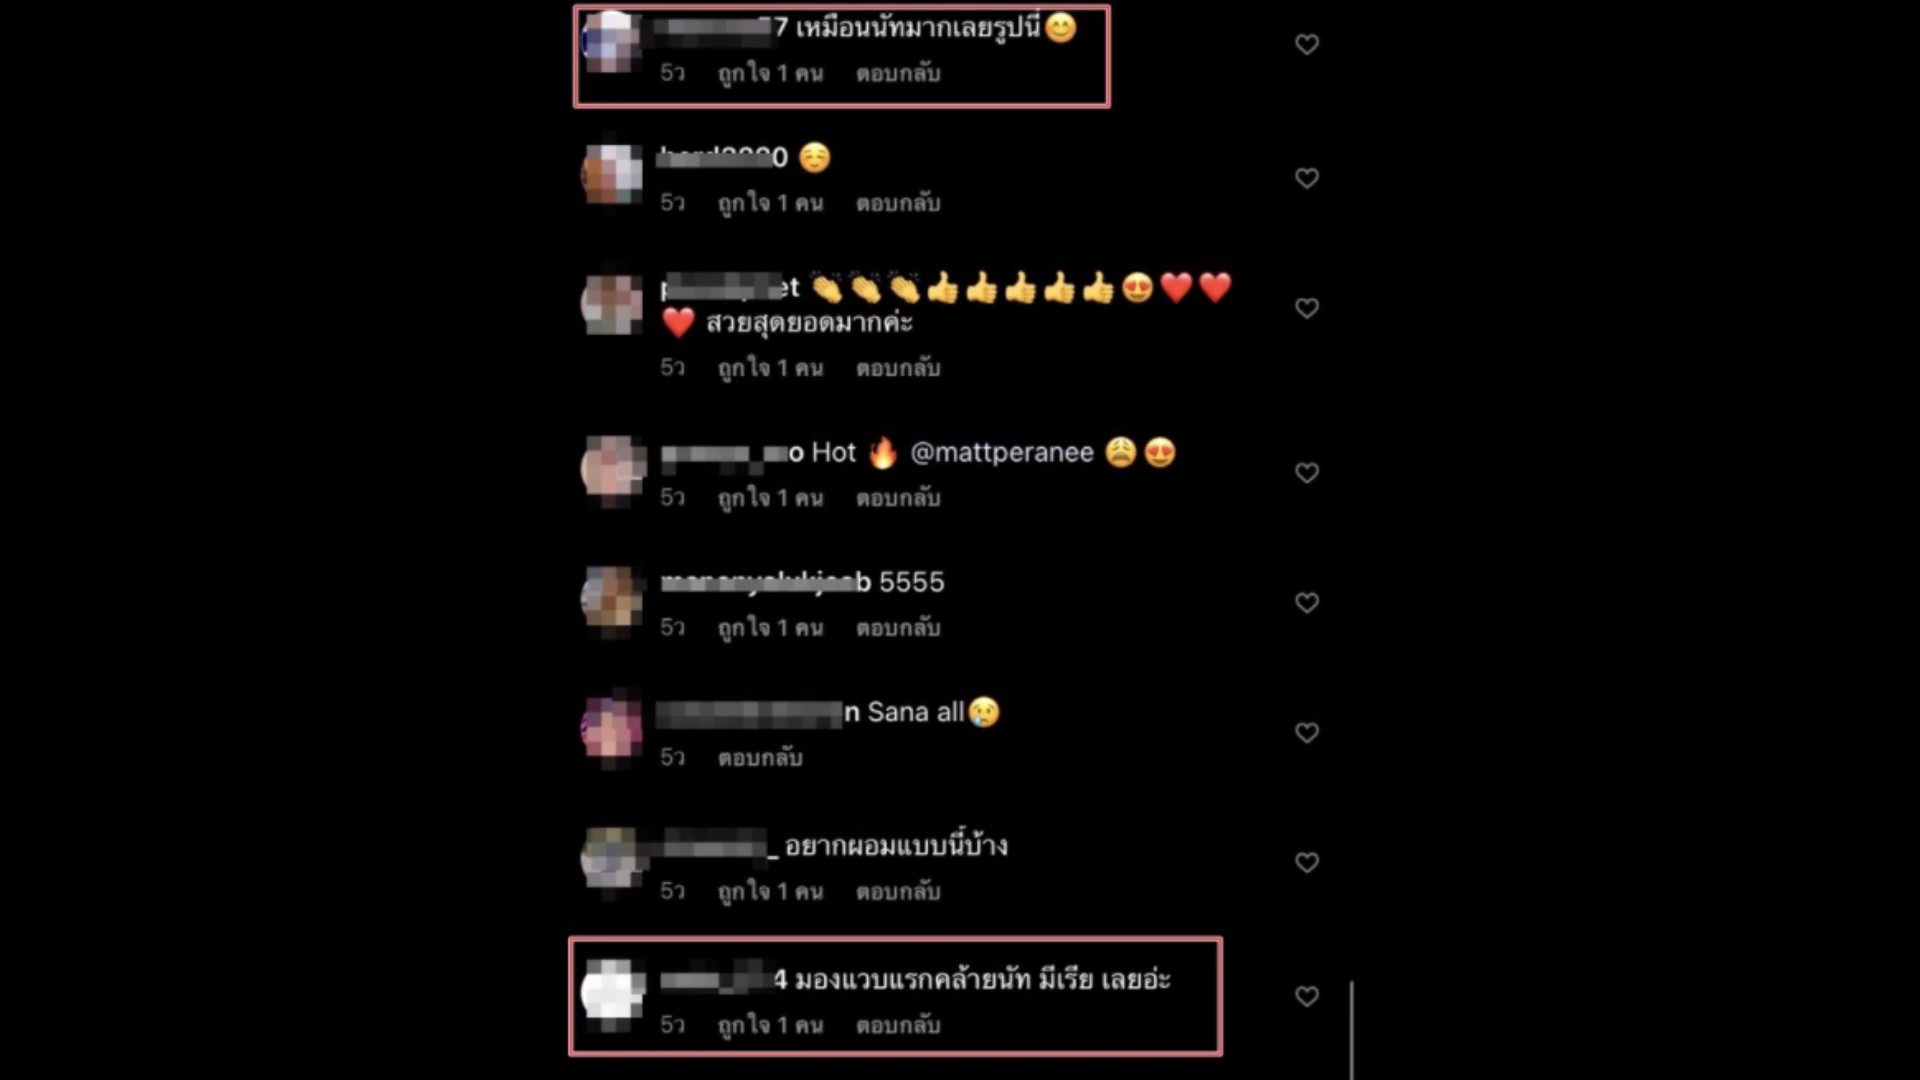 7 เหมือนนัทมากเลยรูปนี้😊
5ว ถูกใจ 1 คน ตอบกลับ
0 ☺️
5ว ถูกใจ 1 คน ตอบกลับ
et 👏👏👏👍👍👍👍👍😍❤️❤️
❤️ สวยสุดยอดมากค่ะ
5ว ถูกใจ 1 คน ตอบกลับ
o Hot 🔥 @mattperanee 😩😍
5ว ถูกใจ 1 คน ตอบกลับ
b 5555
5ว ถูกใจ 1 คน ตอบกลับ
n Sana all😢
5ว ตอบกลับ
_ อยากผอมแบบนี้บ้าง
5ว ถูกใจ 1 คน ตอบกลับ
4 มองแวบแรกคล้ายนัท มีเรีย เลยอ่ะ
5ว ถูกใจ 1 คน ตอบกลับ